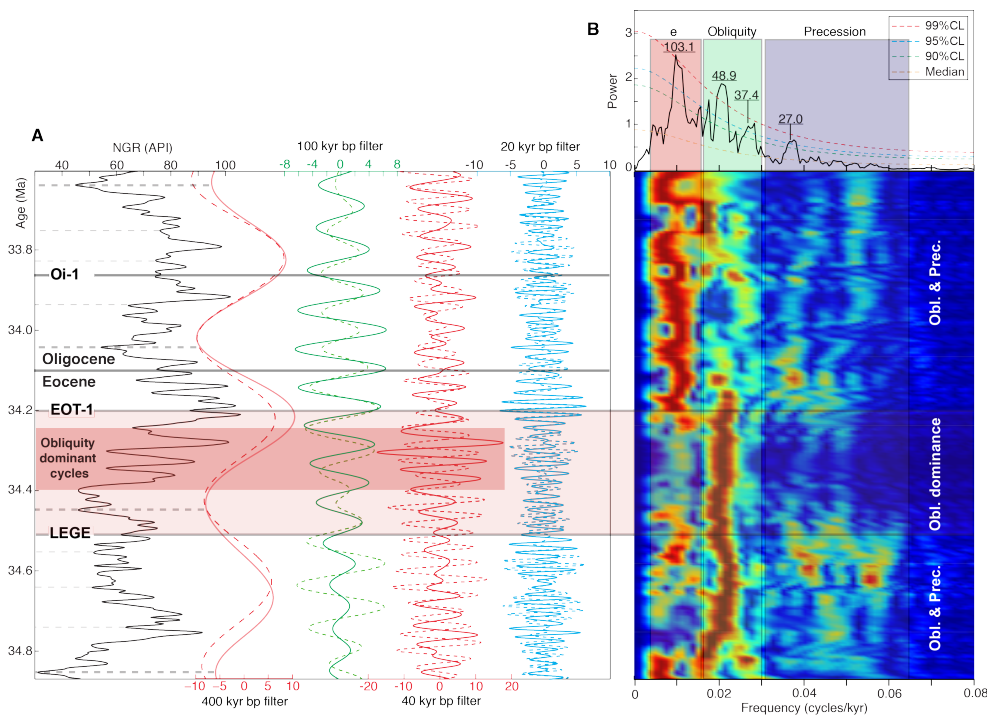 B
e
Obliquity
Precession
99%CL
95%CL
90%CL
Median
103.1
48.9
37.4
27.0
Power
3
2
1
0
A
NGR (API)
100 kyr bp filter
20 kyr bp filter
40 60 80 100 -8 -4 0 4 8 -10 -10 -5 0 5 10
Age (Ma)
33.8
Oi-1
34.0
Oligocene
Eocene
EOT-1
34.2
Obliquity
dominant
cycles
34.4
LEGE
34.6
34.8
Obl. & Prec.
Obl. dominance
Obl. & Prec.
-10 -5 0 5 10 -20 -10 0 10 20
400 kyr bp filter
40 kyr bp filter
0 0.02 0.04 0.06 0.08
Frequency (cycles/kyr)